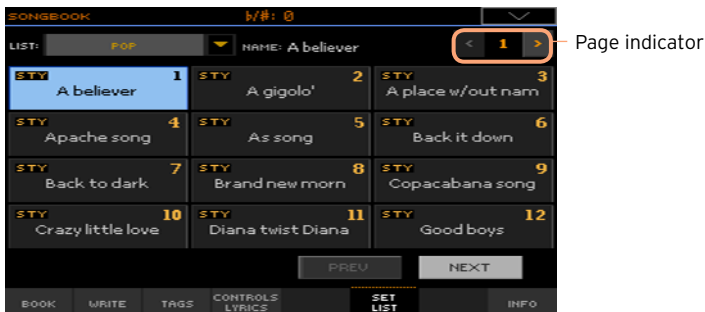 SONGBOOK b/#: 0
LIST: POP NAME: A believer < 1 > Page indicator
STY 1 STY 2 STY 3
A believer A gigolo' A place w/out nam
STY 4 STY 5 STY 6
Apache song As song Back it down
STY 7 STY 8 STY 9
Back to dark Brand new morn Copacabana song
STY 10 STY 11 STY 12
Crazy little love Diana twist Diana Good boys
PREV NEXT
BOOK WRITE TAGS CONTROLS LYRICS SET LIST INFO